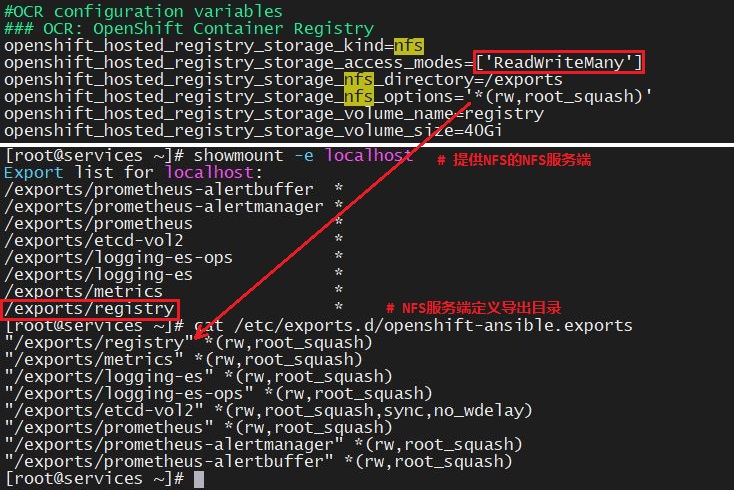 #OCR configuration variables
### OCR: OpenShift Container Registry
openshift_hosted_registry_storage_kind=nfs
openshift_hosted_registry_storage_access_modes=['ReadWriteMany']
openshift_hosted_registry_storage_nfs_directory=/exports
openshift_hosted_registry_storage_nfs_options='*(rw,root_squash)'
openshift_hosted_registry_storage_volume_name=registry
openshift_hosted_registry_storage_volume_size=40Gi
[root@services ~]# showmount -e localhost # 提供NFS的NFS服务端
Export list for localhost:
/exports/prometheus-alertbuffer *
/exports/prometheus-alertmanager *
/exports/prometheus *
/exports/etcd-vol2 *
/exports/logging-es-ops *
/exports/logging-es *
/exports/metrics *
/exports/registry * # NFS服务端定义导出目录
[root@services ~]# cat /etc/exports.d/openshift-ansible.exports
"/exports/registry" *(rw,root_squash)
"/exports/metrics" *(rw,root_squash)
"/exports/logging-es" *(rw,root_squash)
"/exports/logging-es-ops" *(rw,root_squash)
"/exports/etcd-vol2" *(rw,root_squash,sync,no_wdelay)
"/exports/prometheus" *(rw,root_squash)
"/exports/prometheus-alertmanager" *(rw,root_squash)
"/exports/prometheus-alertbuffer" *(rw,root_squash)
[root@services ~]#